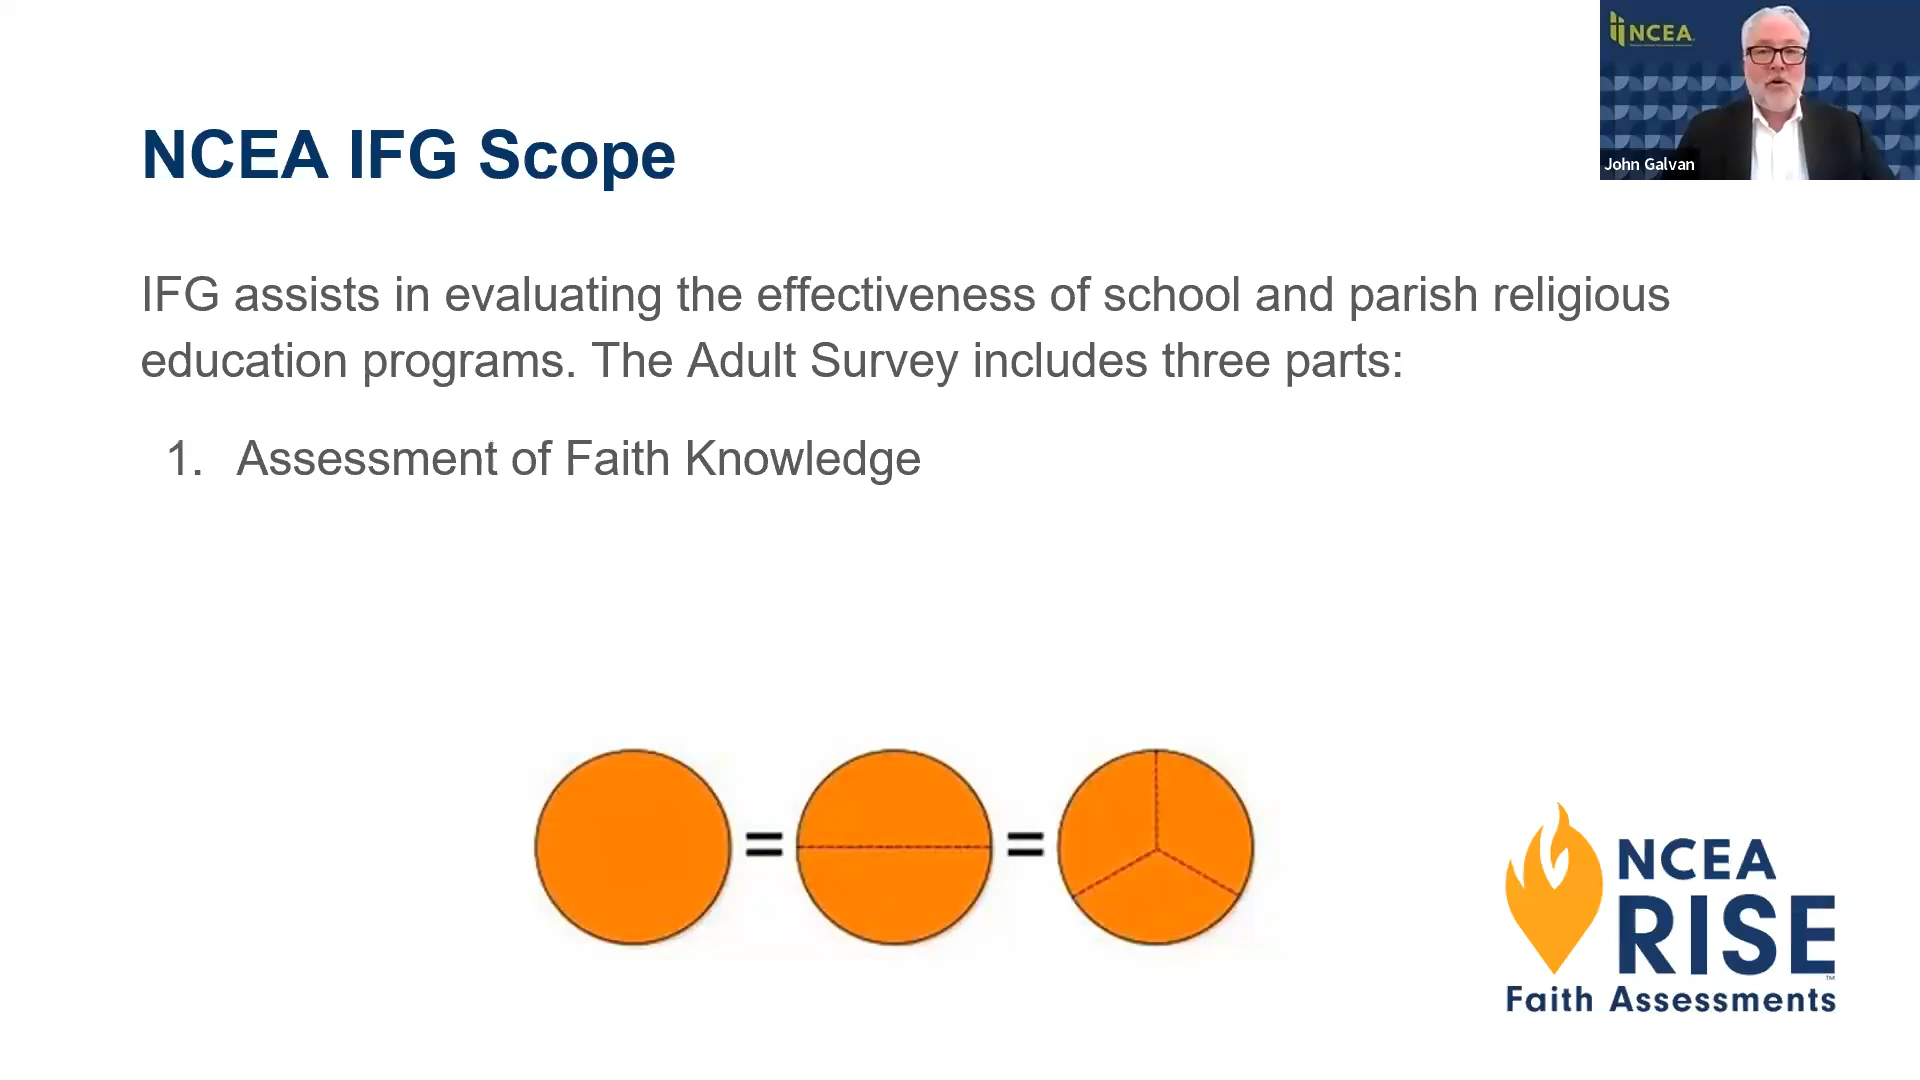 NCEA
John Galvan
NCEA IFG Scope
IFG assists in evaluating the effectiveness of school and parish religious
education programs. The Adult Survey includes three parts:
1. Assessment of Faith Knowledge
= =
NCEA
RISE
™
Faith Assessments